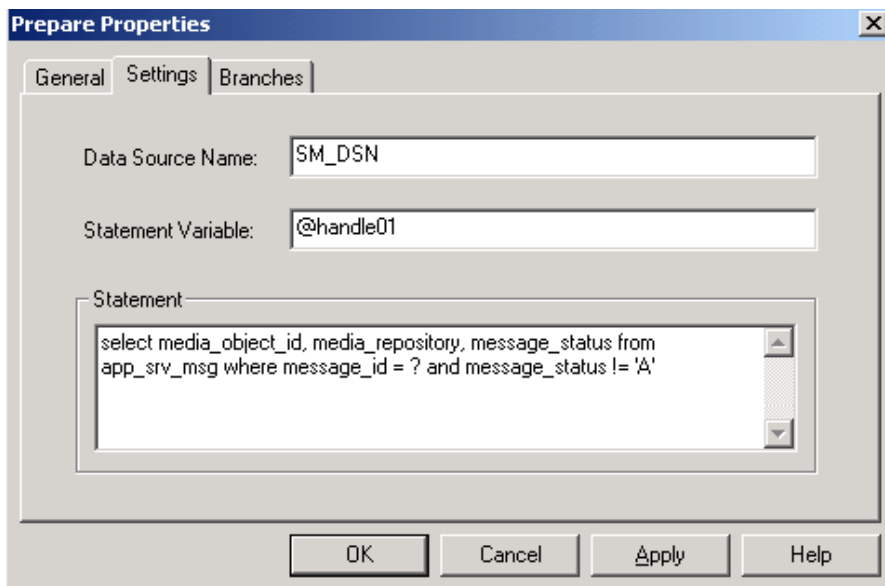 Prepare Properties
General Settings Branches
Data Source Name: SM_DSN
Statement Variable: @handle01
Statement
select media_object_id, media_repository, message_status from
app_srv_msg where message_id = ? and message_status != 'A'
OK Cancel Apply Help